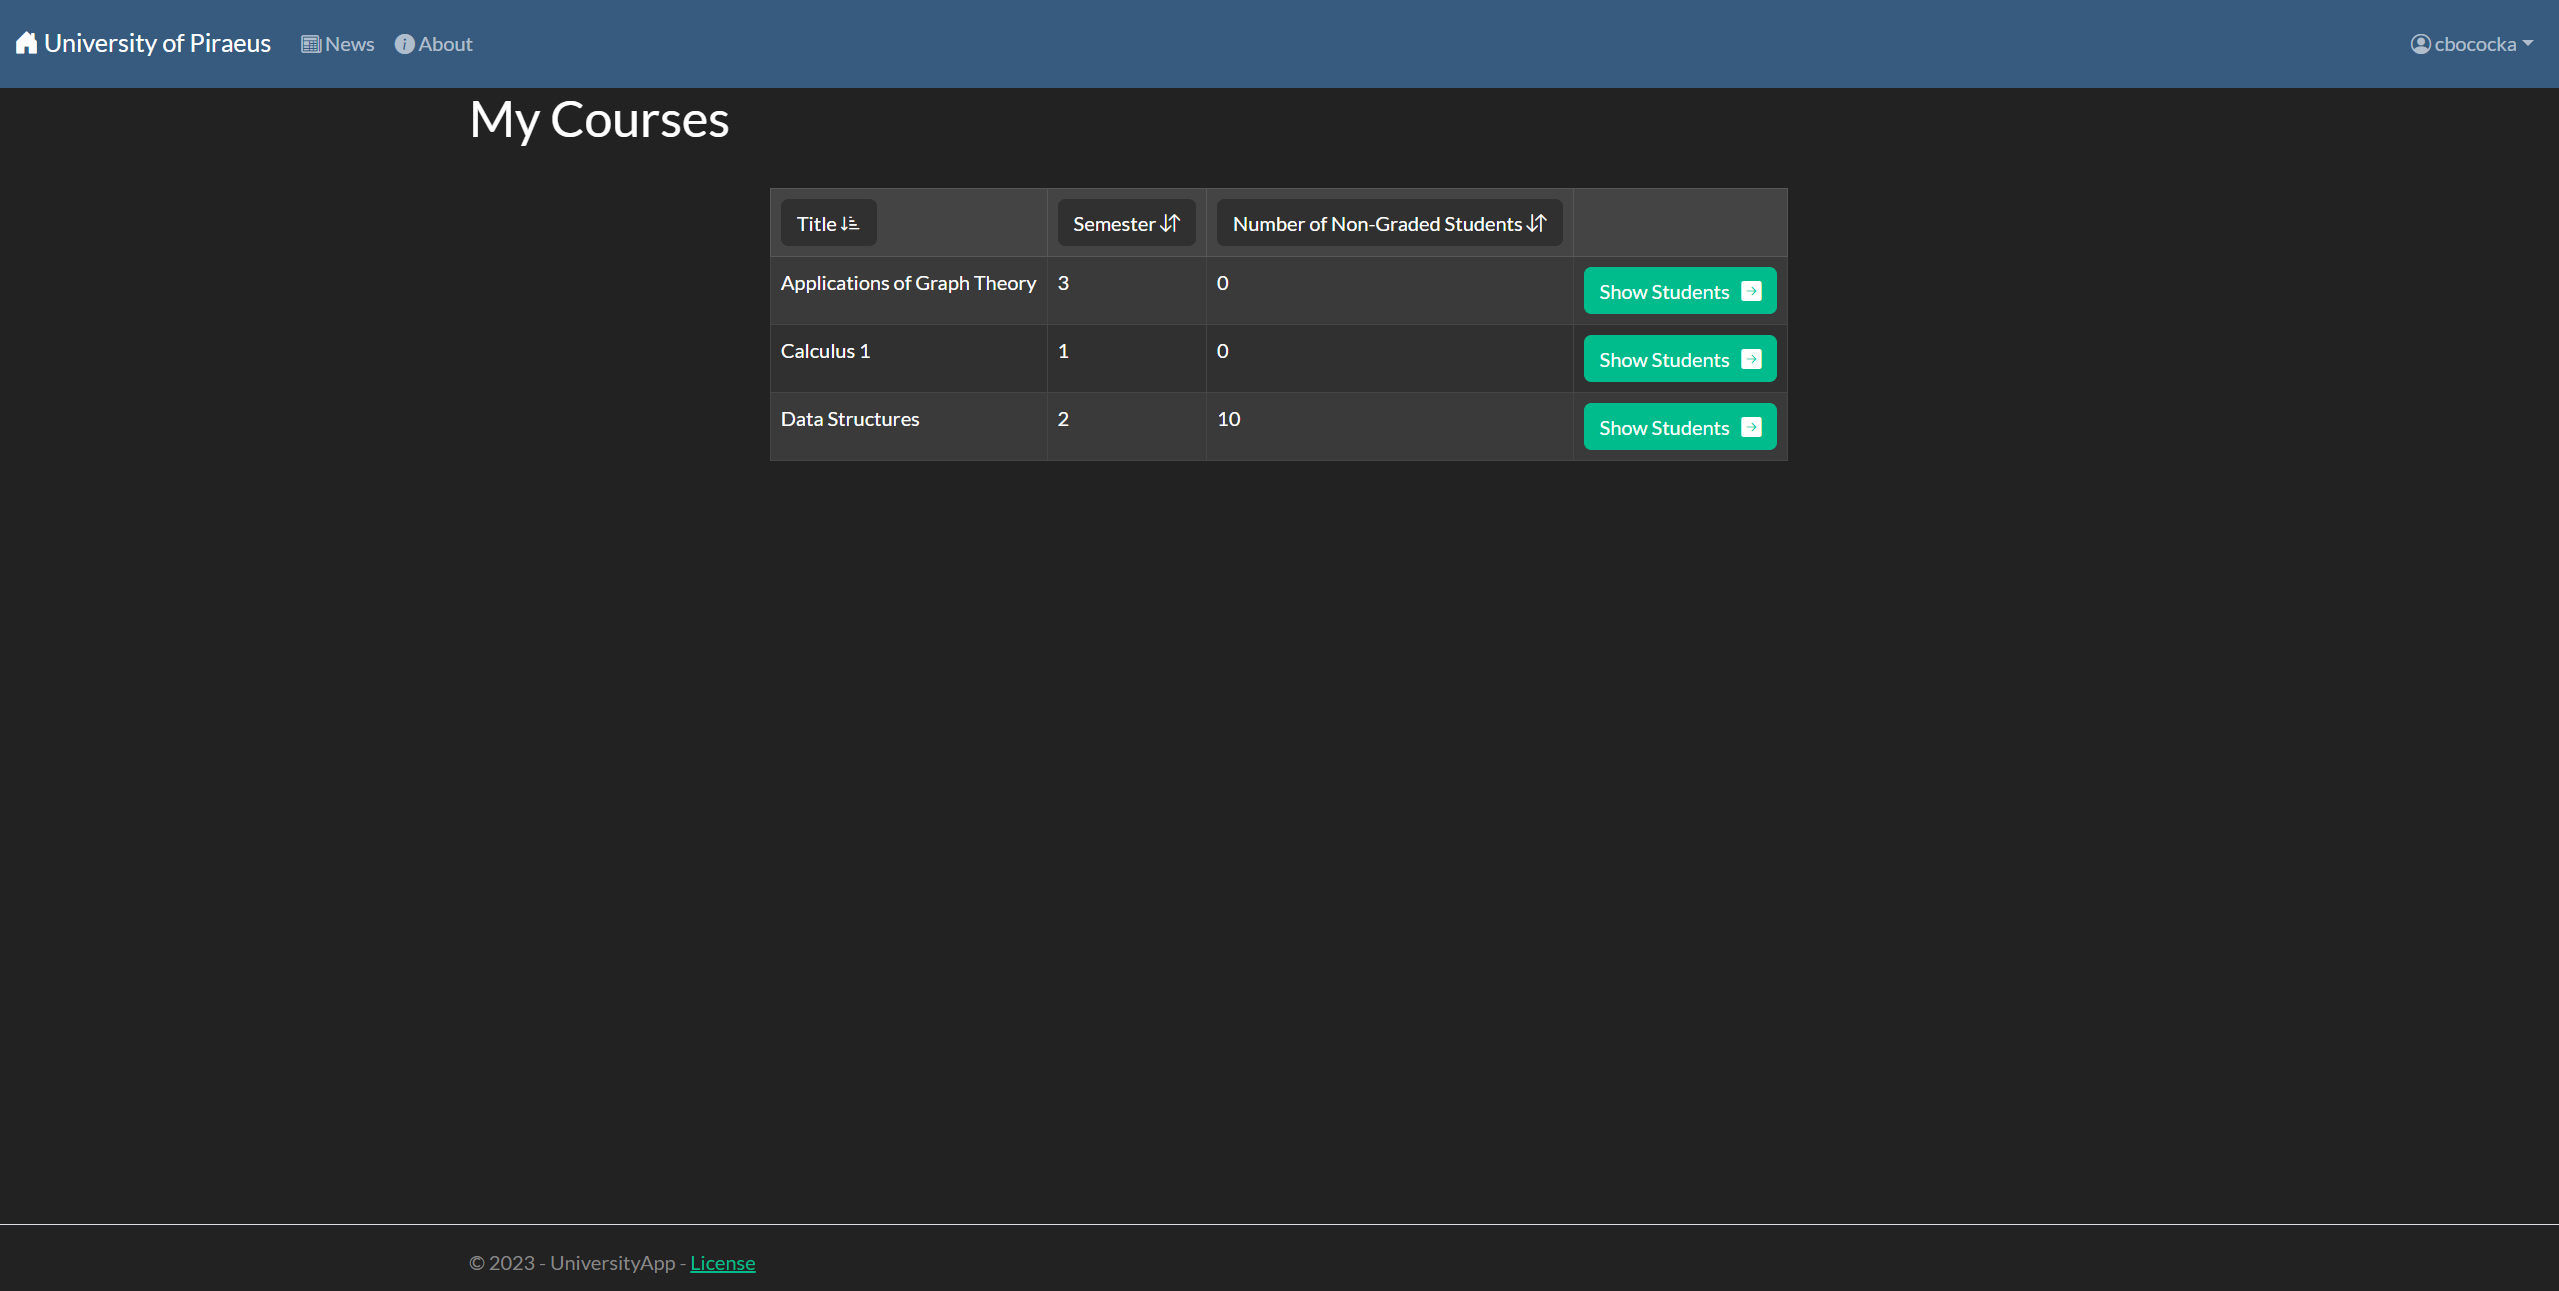 University of Piraeus News About cbococka
My Courses
Title Semester Number of Non-Graded Students
Applications of Graph Theory 3 0 Show Students
Calculus 1 1 0 Show Students
Data Structures 2 10 Show Students
© 2023 - UniversityApp - License